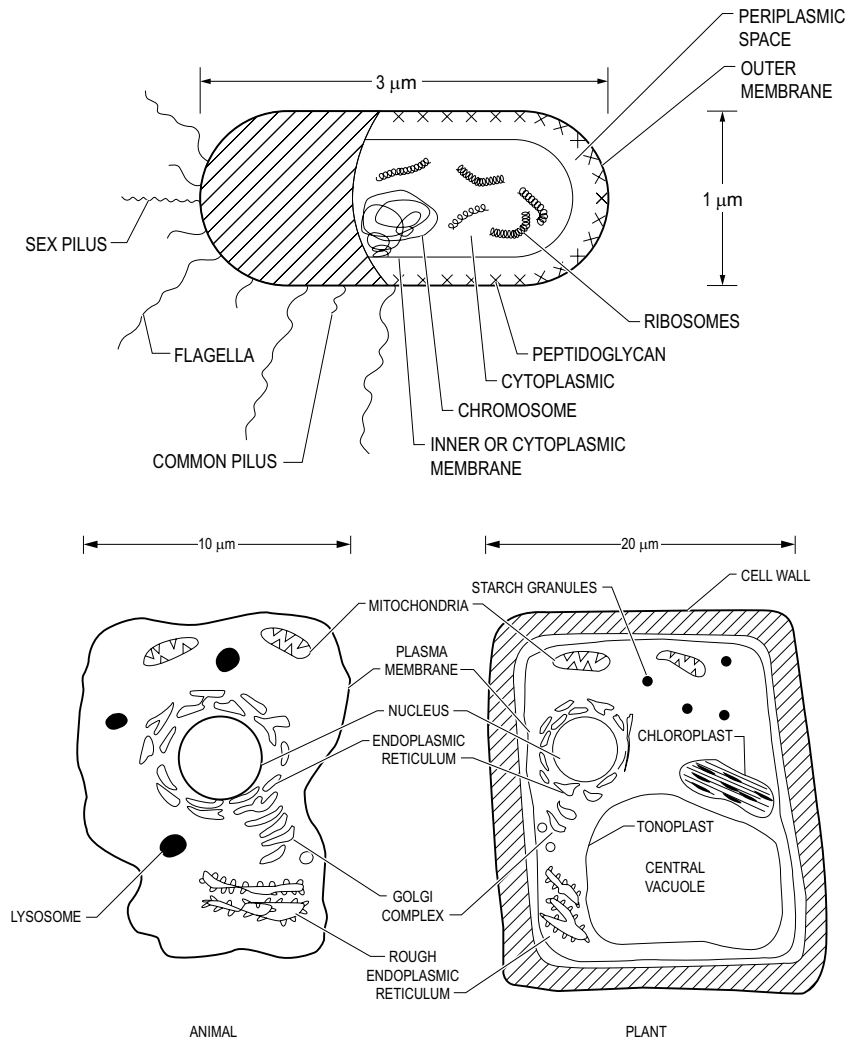 PERIPLASMIC
SPACE
OUTER
MEMBRANE
3 μm
1 μm
SEX PILUS
RIBOSOMES
FLAGELLA
PEPTIDOGLYCAN
CYTOPLASMIC
CHROMOSOME
INNER OR CYTOPLASMIC
MEMBRANE
COMMON PILUS
10 μm
20 μm
CELL WALL
STARCH GRANULES
MITOCHONDRIA
PLASMA
MEMBRANE
NUCLEUS
CHLOROPLAST
ENDOPLASMIC
RETICULUM
TONOPLAST
CENTRAL
VACUOLE
GOLGI
COMPLEX
LYSOSOME
ROUGH
ENDOPLASMIC
RETICULUM
ANIMAL
PLANT